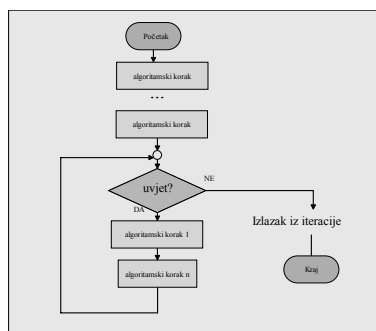 Početak
algoritamski korak
...
algoritamski korak
uvjet?
NE
DA
Izlazak iz iteracije
algoritamski korak 1
algoritamski korak n
Kraj